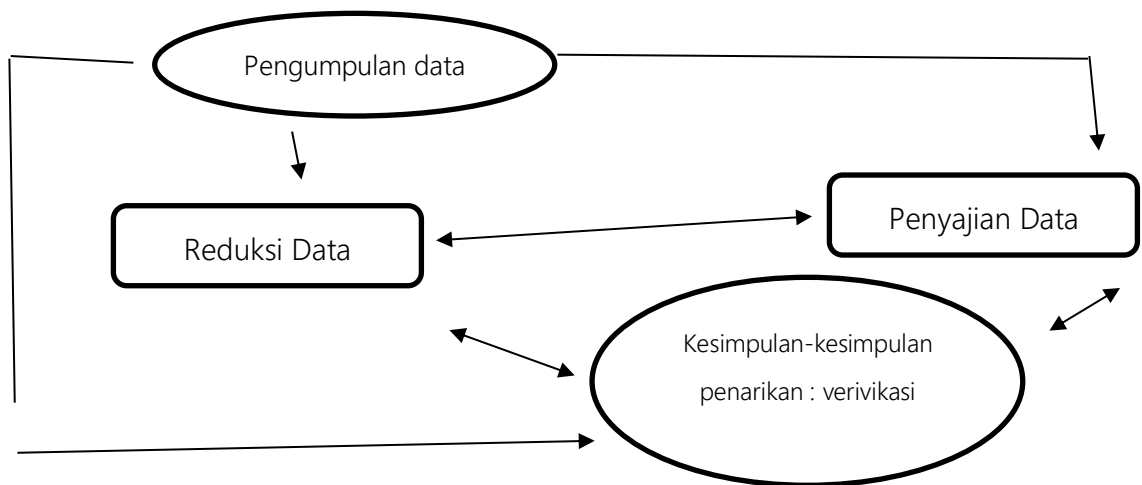 Pengumpulan data
Reduksi Data
Penyajian Data
Kesimpulan-kesimpulan
penarikan : verivikasi